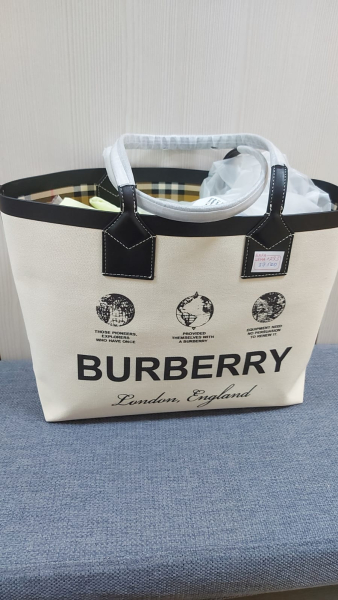 THOSE PIONEERS,
EXPLORERS
WHO HAVE ONCE
PROVIDED
THEMSELVES WITH
A BURBERRY
EQUIPMENT NEED
NO PERSUASION
TO RENEW IT.
BURBERRY
London, England